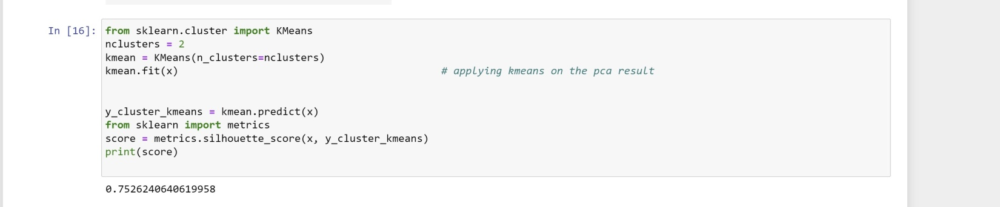 In [16]: from sklearn.cluster import KMeans
nclusters = 2
kmean = KMeans(n_clusters=nclusters)
kmean.fit(x) # applying kmeans on the pca result
y_cluster_kmeans = kmean.predict(x)
from sklearn import metrics
score = metrics.silhouette_score(x, y_cluster_kmeans)
print(score)
0.7526240640619958